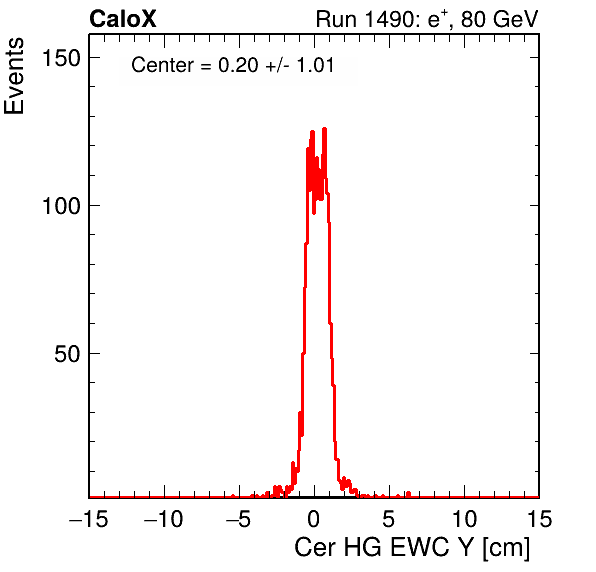 CaloX Run 1490: e⁺, 80 GeV
Events
Center = 0.20 +/- 1.01
150
100
50
−15 −10 −5 0 5 10 15
Cer HG EWC Y [cm]